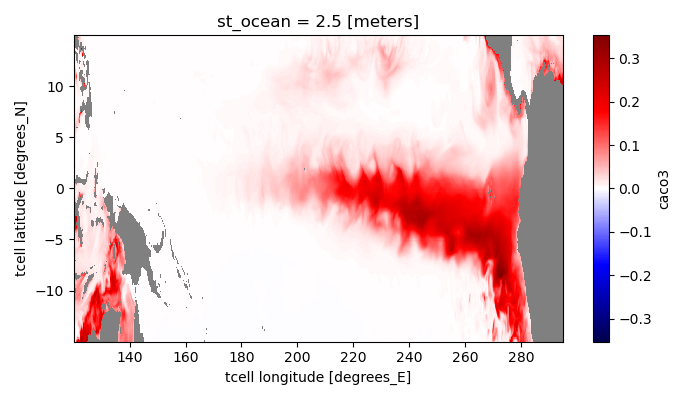 st_ocean = 2.5 [meters]
10
5
0
−5
−10
tcell latitude [degrees_N]
140 160 180 200 220 240 260 280
tcell longitude [degrees_E]
0.3
0.2
0.1
0.0
−0.1
−0.2
−0.3
caco3